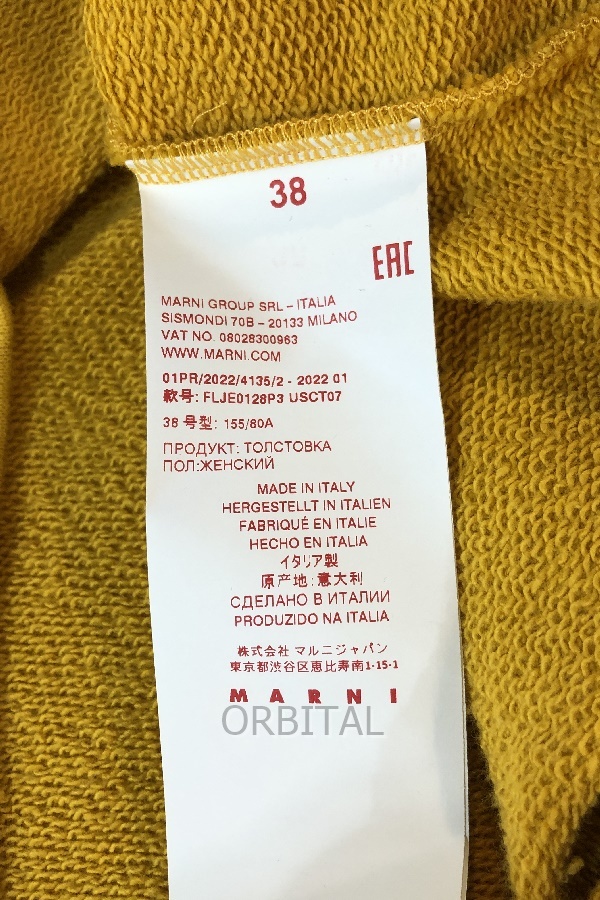 38
EAC
MARNI GROUP SRL – ITALIA
SISMONDI 70B – 20133 MILANO
VAT NO. 08028300963
WWW.MARNI.COM
01PR/2022/4135/2 - 2022 01
款号: FLJE0128P3 USCT07
38 号型: 155/80A
ПРОДУКТ: ТОЛСТОВКА
ПОЛ:ЖЕНСКИЙ
MADE IN ITALY
HERGESTELLT IN ITALIEN
FABRIQUÉ EN ITALIE
HECHO EN ITALIA
イタリア製
原产地:意大利
СДЕЛАНО В ИТАЛИИ
PRODUZIDO NA ITALIA
株式会社 マルニジャパン
東京都渋谷区恵比寿南1-15-1
MARNI
ORBITAL